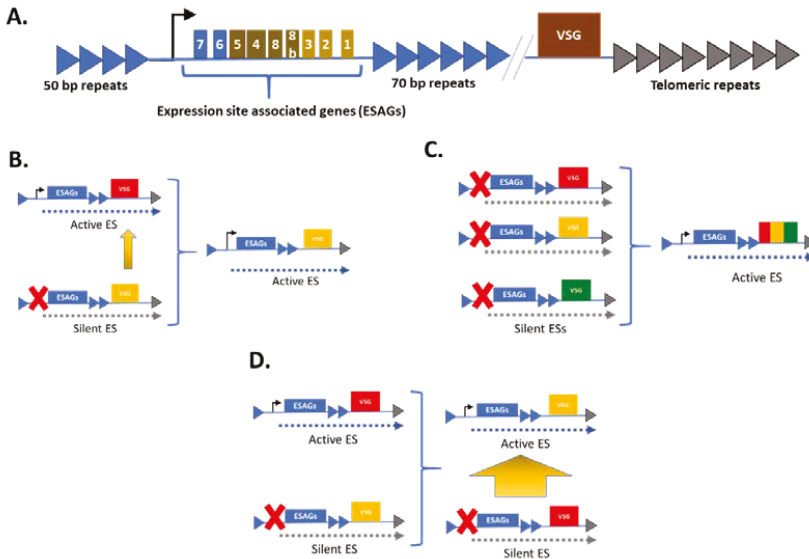 A.
7 6 5 4 8 8b 3 2 1
VSG
50 bp repeats
70 bp repeats
Telomeric repeats
Expression site associated genes (ESAGs)
B.
ESAGs
VSG
Active ES
ESAGs
VSG
Silent ES
ESAGs
VSG
Active ES
C.
ESAGs
VSG
ESAGs
VSG
ESAGs
VSG
Silent ESs
ESAGs
Active ES
D.
ESAGs
VSG
Active ES
ESAGs
VSG
Silent ES
ESAGs
VSG
Active ES
ESAGs
VSG
Silent ES